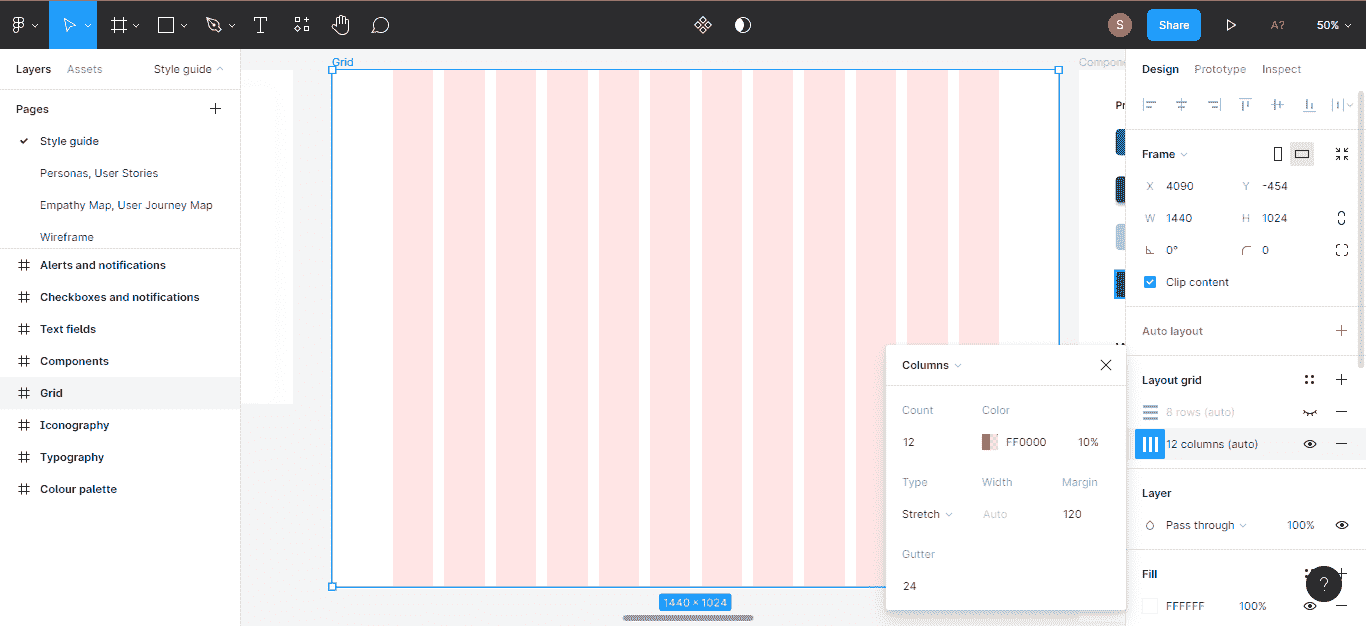 S
Share
A?
50%
Layers
Assets
Style guide
Pages
Style guide
Personas, User Stories
Empathy Map, User Journey Map
Wireframe
Alerts and notifications
Checkboxes and notifications
Text fields
Components
Grid
Iconography
Typography
Colour palette
Grid
Compon
Pr
1440 × 1024
Columns
Count
Color
12
FF0000
10%
Type
Width
Margin
Stretch
Auto
120
Gutter
24
Design
Prototype
Inspect
Frame
X 4090
Y -454
W 1440
H 1024
0°
0
Clip content
Auto layout
Layout grid
8 rows (auto)
12 columns (auto)
Layer
Pass through
100%
Fill
FFFFFF
100%
?